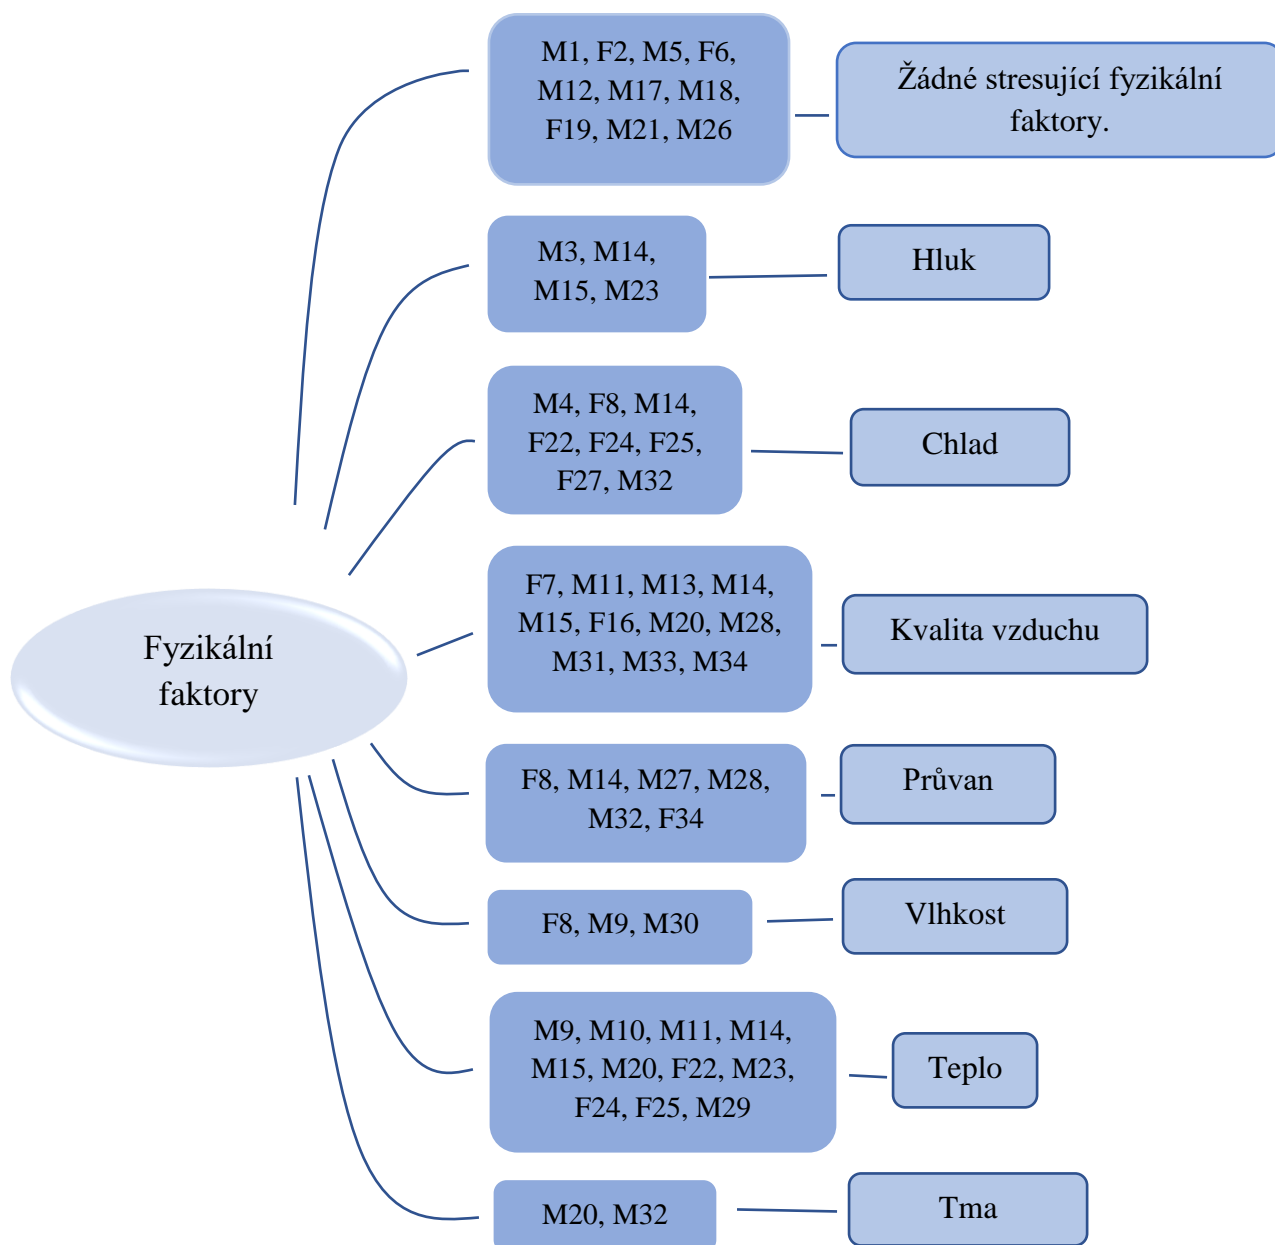 M1, F2, M5, F6,
M12, M17, M18,
F19, M21, M26
Žádné stresující fyzikální
faktory.
M3, M14,
M15, M23
Hluk
M4, F8, M14,
F22, F24, F25,
F27, M32
Chlad
F7, M11, M13, M14,
M15, F16, M20, M28,
M31, M33, M34
Kvalita vzduchu
Fyzikální
faktory
F8, M14, M27, M28,
M32, F34
Průvan
F8, M9, M30
Vlhkost
M9, M10, M11, M14,
M15, M20, F22, M23,
F24, F25, M29
Teplo
M20, M32
Tma